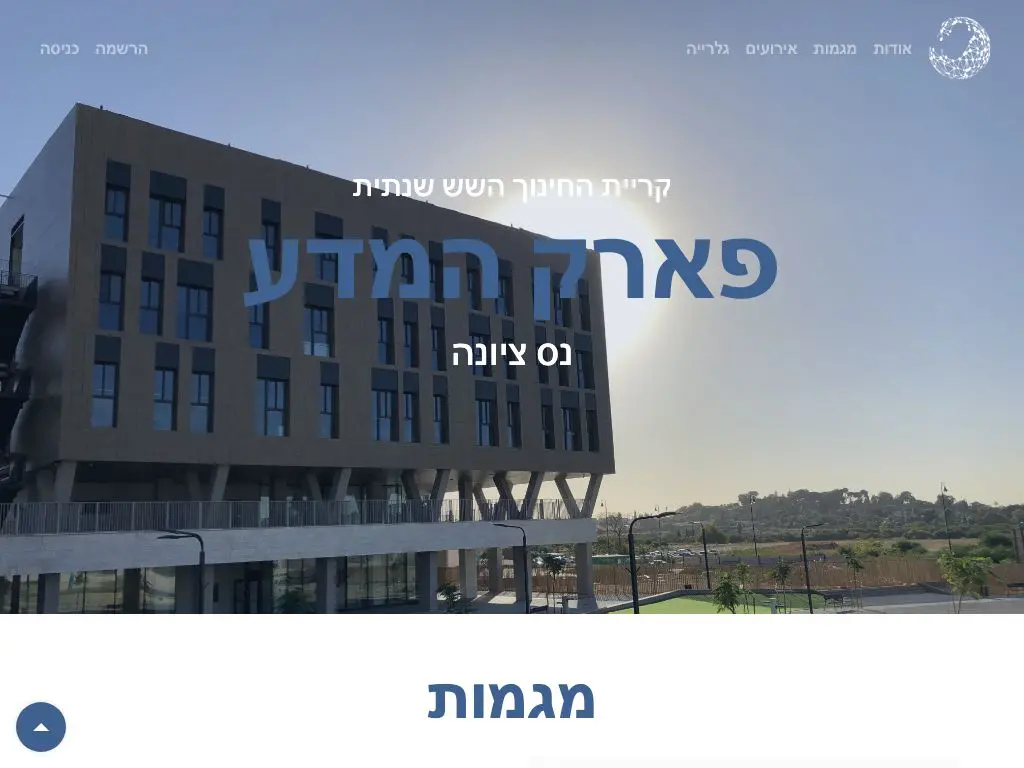 אודות מגמות אירועים גלרייה הרשמה כניסה
קריית החינוך השש שנתית
פארק המדע
נס ציונה
מגמות